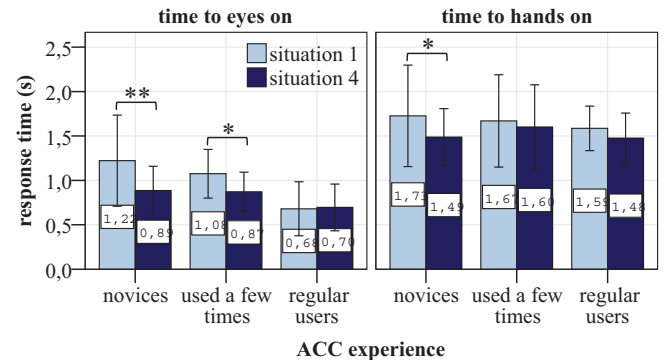 time to eyes on
time to hands on
response time (s)
2,5
2,0
1,5
1,0
0,5
0,0
situation 1
situation 4
**
*
*
1,22
0,89
1,08
0,87
0,68
0,70
1,73
1,49
1,67
1,60
1,59
1,48
novices
used a few
times
regular
users
novices
used a few
times
regular
users
ACC experience